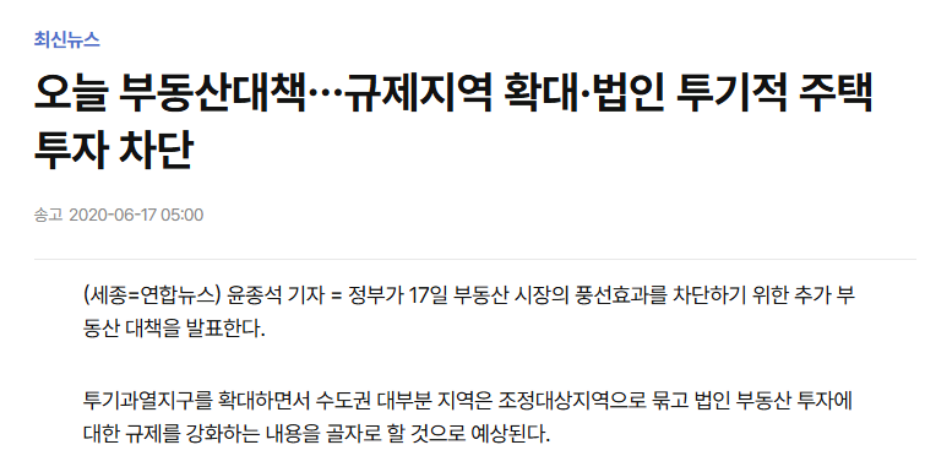 최신뉴스
오늘 부동산대책…규제지역 확대·법인 투기적 주택
투자 차단
송고 2020-06-17 05:00
(세종=연합뉴스) 윤종석 기자 = 정부가 17일 부동산 시장의 풍선효과를 차단하기 위한 추가 부
동산 대책을 발표한다.
투기과열지구를 확대하면서 수도권 대부분 지역은 조정대상지역으로 묶고 법인 부동산 투자에
대한 규제를 강화하는 내용을 골자로 할 것으로 예상된다.